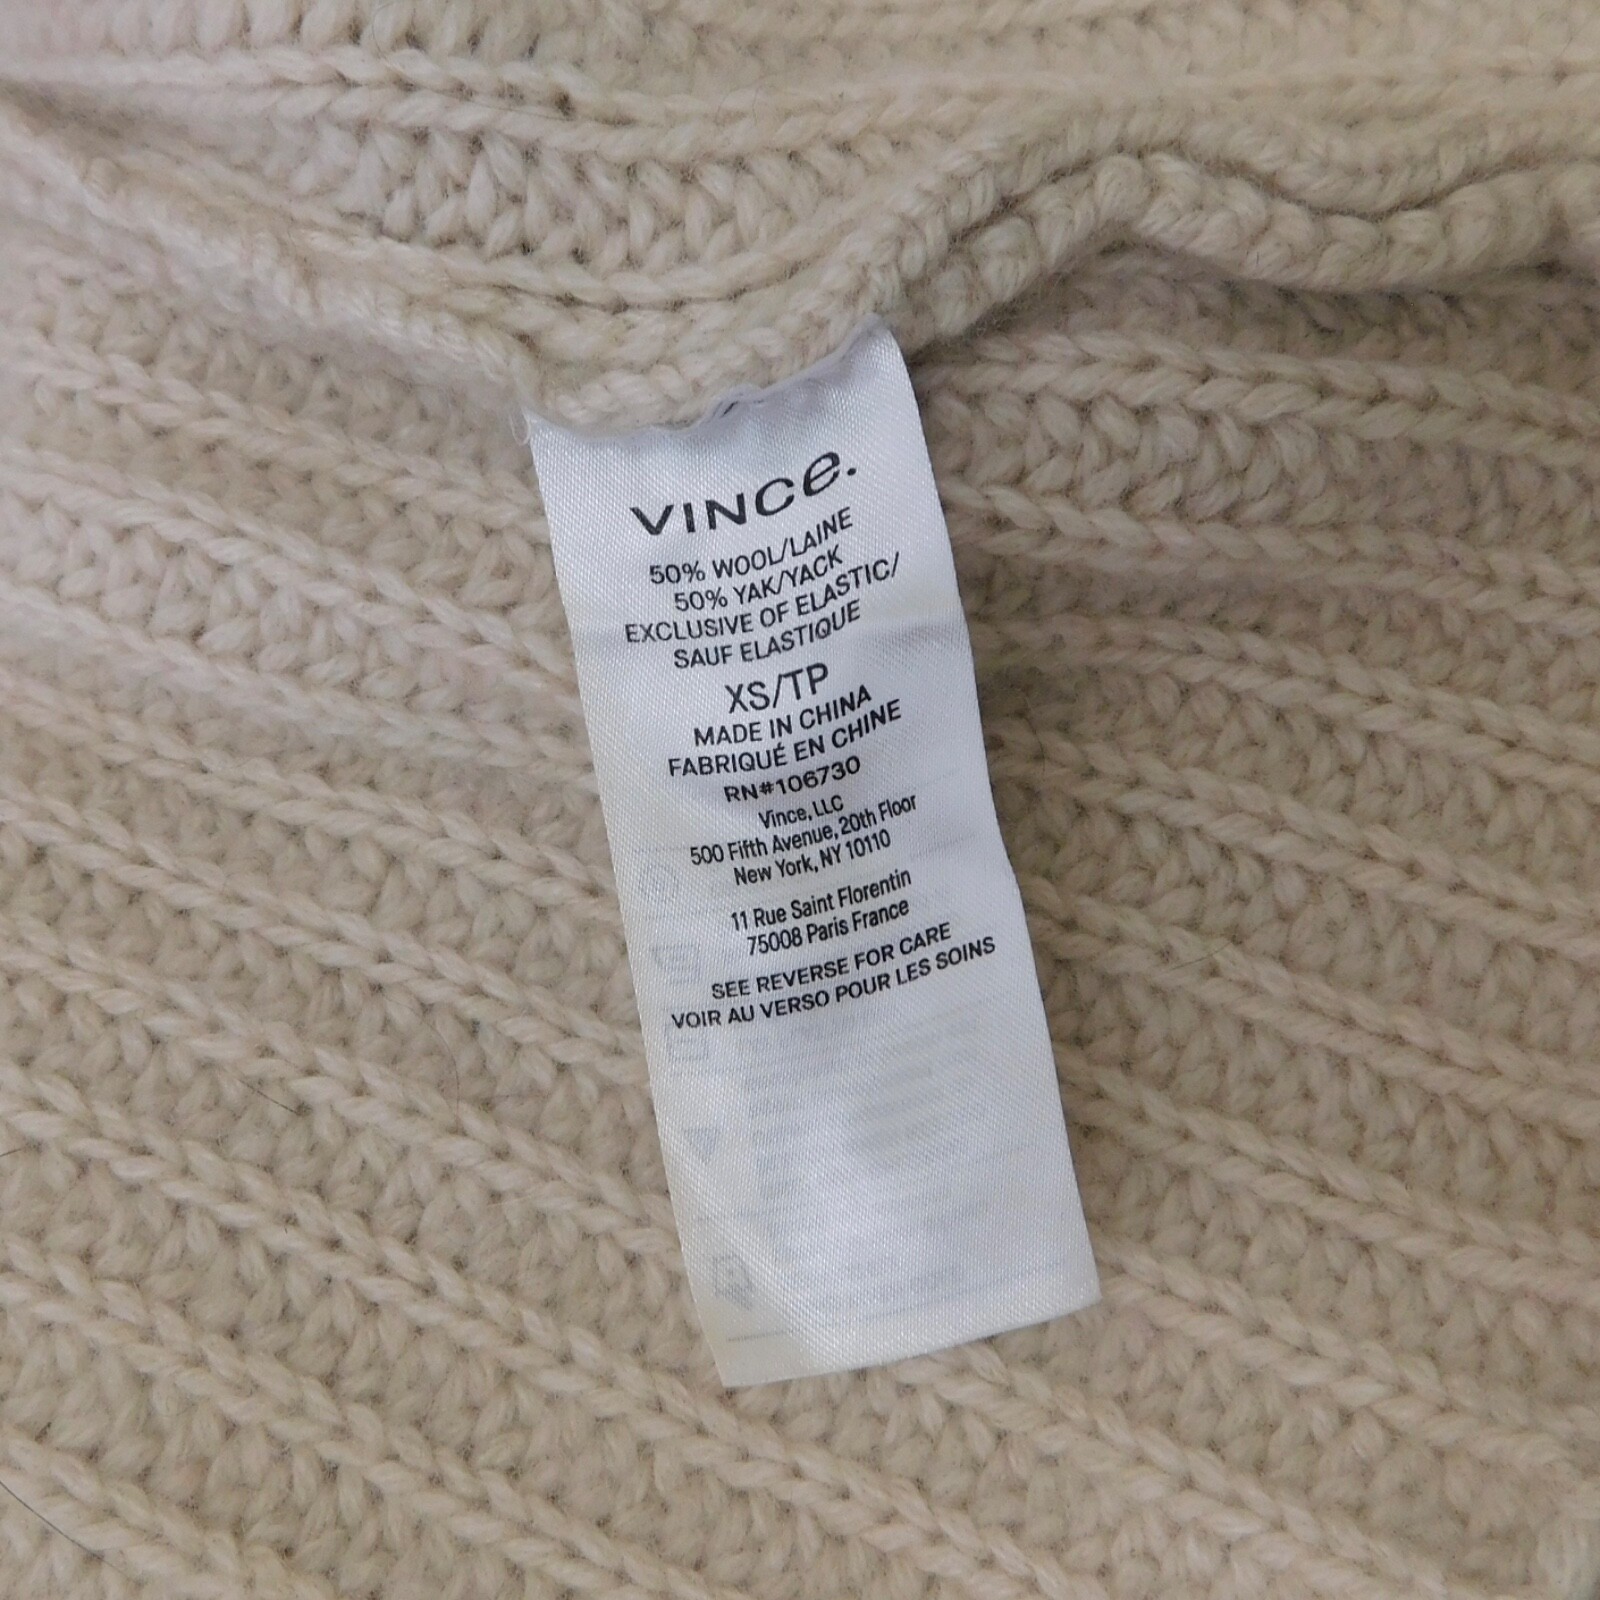 VINCE.
50% WOOL/LAINE
50% YAK/YACK
EXCLUSIVE OF ELASTIC/
SAUF ELASTIQUE
XS/TP
MADE IN CHINA
FABRIQUÉ EN CHINE
RN#106730
Vince, LLC
500 Fifth Avenue, 20th Floor
New York, NY 10110
11 Rue Saint Florentin
75008 Paris France
SEE REVERSE FOR CARE
VOIR AU VERSO POUR LES SOINS